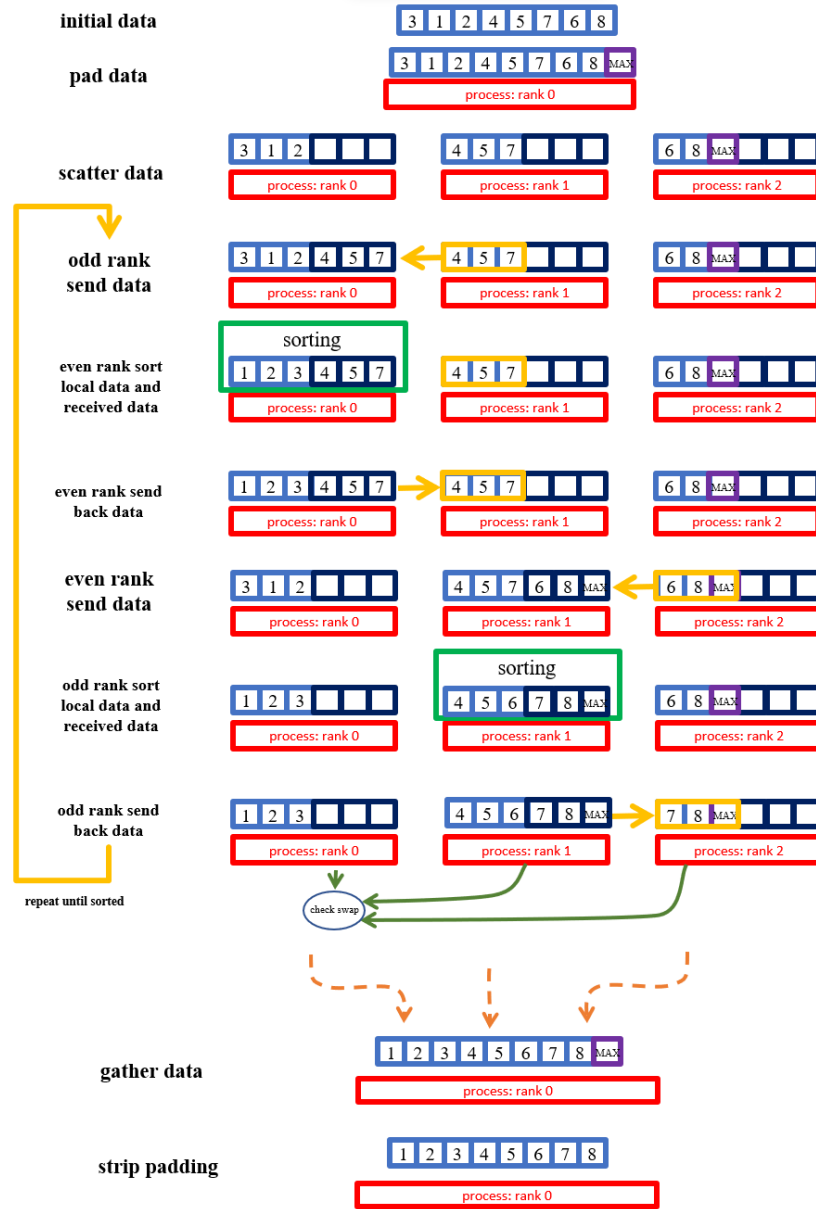 initial data
3 1 2 4 5 7 6 8
pad data
3 1 2 4 5 7 6 8 MAX
process: rank 0
scatter data
3 1 2
4 5 7
6 8 MAX
process: rank 0
process: rank 1
process: rank 2
odd rank
send data
3 1 2 4 5 7
4 5 7
6 8 MAX
process: rank 0
process: rank 1
process: rank 2
even rank sort
local data and
received data
sorting
1 2 3 4 5 7
4 5 7
6 8 MAX
process: rank 0
process: rank 1
process: rank 2
even rank send
back data
1 2 3 4 5 7
4 5 7
6 8 MAX
process: rank 0
process: rank 1
process: rank 2
even rank
send data
3 1 2
4 5 7 6 8 MAX
6 8 MAX
process: rank 0
process: rank 1
process: rank 2
odd rank sort
local data and
received data
sorting
1 2 3
4 5 6 7 8 MAX
6 8 MAX
process: rank 0
process: rank 1
process: rank 2
odd rank send
back data
1 2 3
4 5 6 7 8 MAX
7 8 MAX
process: rank 0
process: rank 1
process: rank 2
repeat until sorted
check swap
gather data
1 2 3 4 5 6 7 8 MAX
process: rank 0
strip padding
1 2 3 4 5 6 7 8
process: rank 0